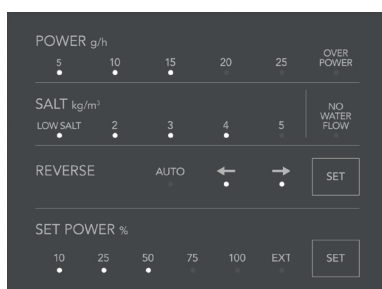 POWER g/h
5 10 15 20 25 OVER POWER
SALT kg/m³
LOW SALT 2 3 4 5 NO WATER FLOW
REVERSE AUTO ← → SET
SET POWER %
10 25 50 75 100 EXT SET